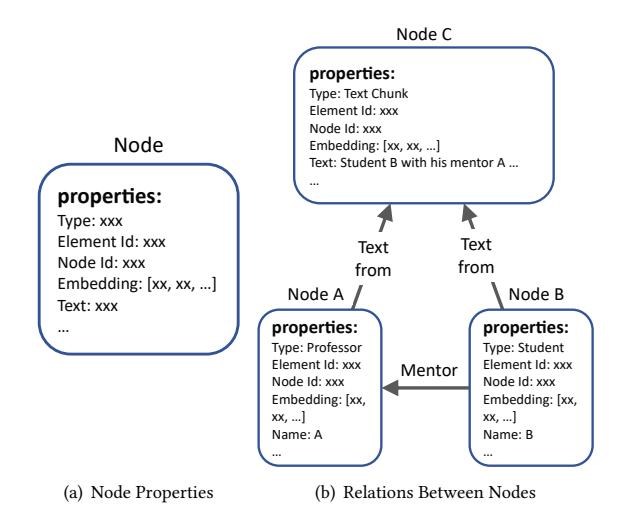 Node
properties:
Type: xxx
Element Id: xxx
Node Id: xxx
Embedding: [xx, xx, ...]
Text: xxx
...
(a) Node Properties
Node C
properties:
Type: Text Chunk
Element Id: xxx
Node Id: xxx
Embedding: [xx, xx, ...]
Text: Student B with his mentor A ...
...
Text
from
Text
from
Node A
properties:
Type: Professor
Element Id: xxx
Node Id: xxx
Embedding: [xx,
xx, ...]
Name: A
...
Mentor
Node B
properties:
Type: Student
Element Id: xxx
Node Id: xxx
Embedding: [xx,
xx, ...]
Name: B
...
(b) Relations Between Nodes